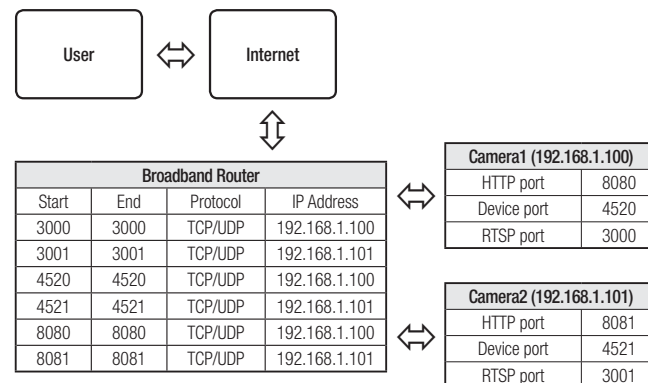 User
Internet
Broadband Router
Start End Protocol IP Address
3000 3000 TCP/UDP 192.168.1.100
3001 3001 TCP/UDP 192.168.1.101
4520 4520 TCP/UDP 192.168.1.100
4521 4521 TCP/UDP 192.168.1.101
8080 8080 TCP/UDP 192.168.1.100
8081 8081 TCP/UDP 192.168.1.101
Camera1 (192.168.1.100)
HTTP port 8080
Device port 4520
RTSP port 3000
Camera2 (192.168.1.101)
HTTP port 8081
Device port 4521
RTSP port 3001